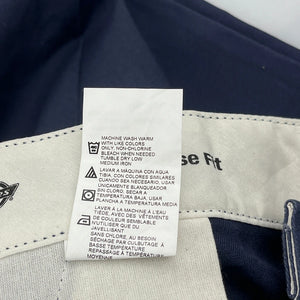 MACHINE WASH WARM
WITH LIKE COLORS
ONLY, NON-CHLORINE
BLEACH WHEN NEEDED
TUMBLE DRY LOW
MEDIUM IRON
LAVAR A MÁQUINA CON AGUA
TIBIA, CON COLORES SIMILARES
CUANDO SER NECESARIO, USAR
ÚNICAMENTE BLANQUEADOR
SIN CLORO, SECAR A
TEMPERATURA BAJA, USAR
PLANCHA A TEMPERATURA MEDIA
LAVER À LA MACHINE À L'EAU
TIÈDE, AVEC DES VÊTEMENTS
DE COULEUR SEMBLABLE
N'UTILISER QUE DU
JAVELLISANT
SANS CHLORE, AU BESOIN
SÉCHAGE PAR CULBUTAGE À
BASSE TEMPÉRATURE
REPASSAGE À TEMPÉRATURE
MOYENNE
se Fit